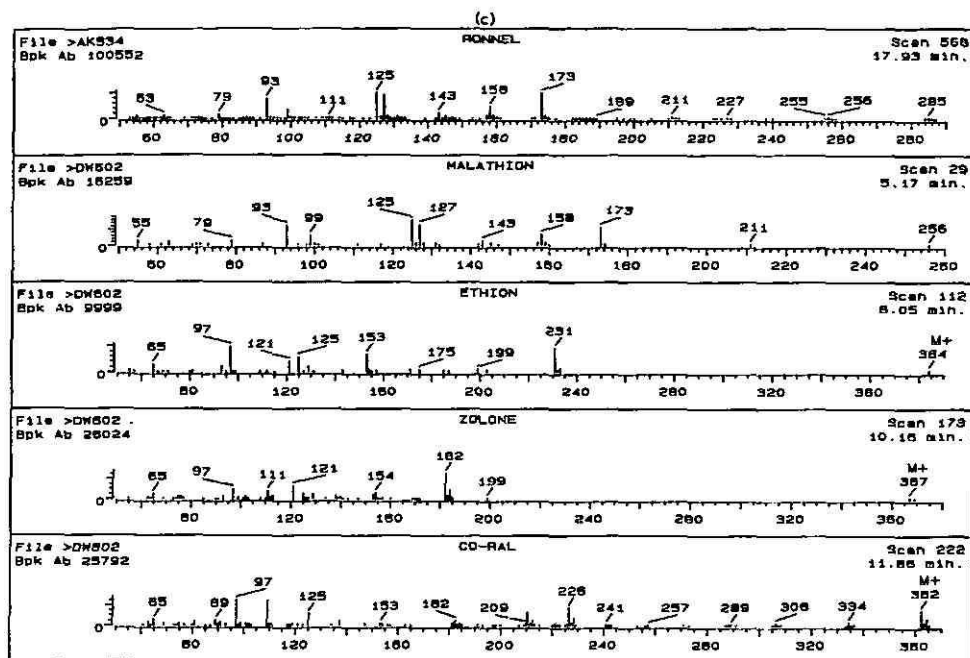 (c)
File >AK534 RONNEL Scan 568
Bpk Ab 100552 17.93 min.
63 79 93 111 125 143 158 173 199 211 227 255 256 285
0
60 80 100 120 140 160 180 200 220 240 260 280
File >DW602 MALATHION Scan 29
Bpk Ab 16259 5.17 min.
55 79 93 99 125 127 143 158 173 211 256
0
60 80 100 120 140 160 180 200 220 240 260
File >DW602 ETHION Scan 112
Bpk Ab 9999 8.05 min.
65 97 121 125 153 175 199 231 M+
384
0
80 120 160 200 240 280 320 360
File >DW602 . ZOLONE Scan 173
Bpk Ab 26024 10.16 min.
65 97 111 121 154 182 199 M+
367
0
80 120 160 200 240 280 320 360
File >DW602 CO-RAL Scan 222
Bpk Ab 25792 11.86 min.
65 89 97 125 153 182 209 226 241 257 289 306 334 M+
362
0
80 120 160 200 240 280 320 360